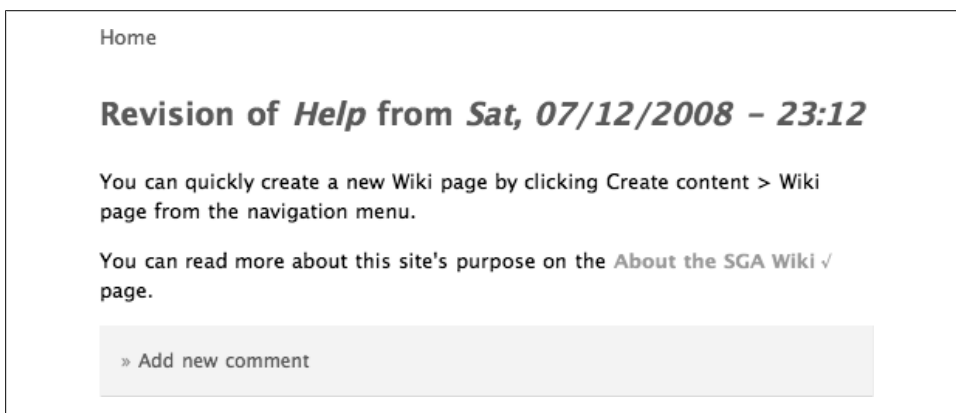 Home
Revision of Help from Sat, 07/12/2008 – 23:12
You can quickly create a new Wiki page by clicking Create content > Wiki
page from the navigation menu.
You can read more about this site's purpose on the About the SGA Wiki √
page.
» Add new comment